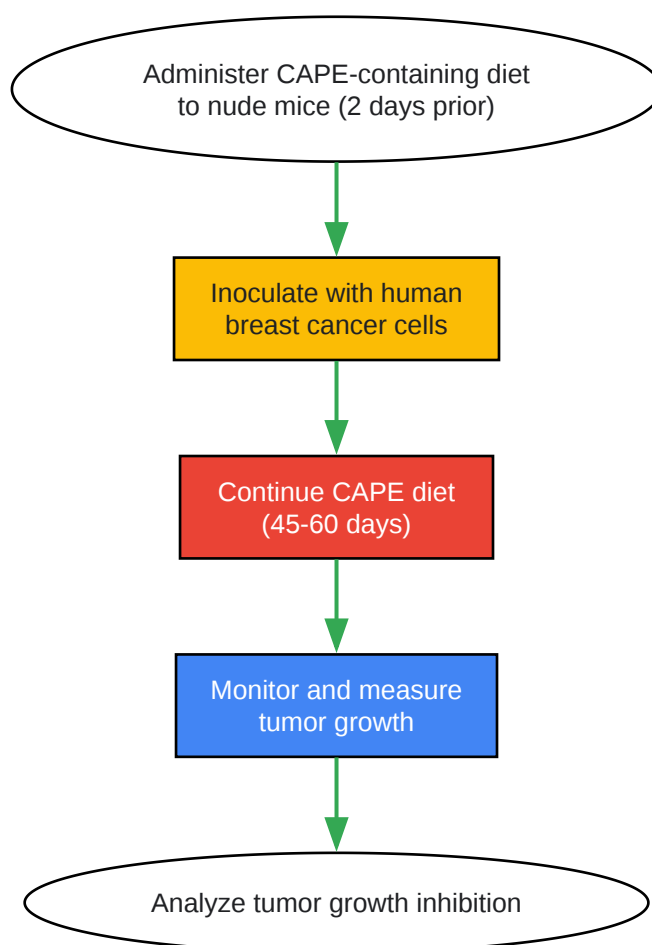 Administer CAPE-containing diet
to nude mice (2 days prior)
Inoculate with human
breast cancer cells
Continue CAPE diet
(45-60 days)
Monitor and measure
tumor growth
Analyze tumor growth inhibition